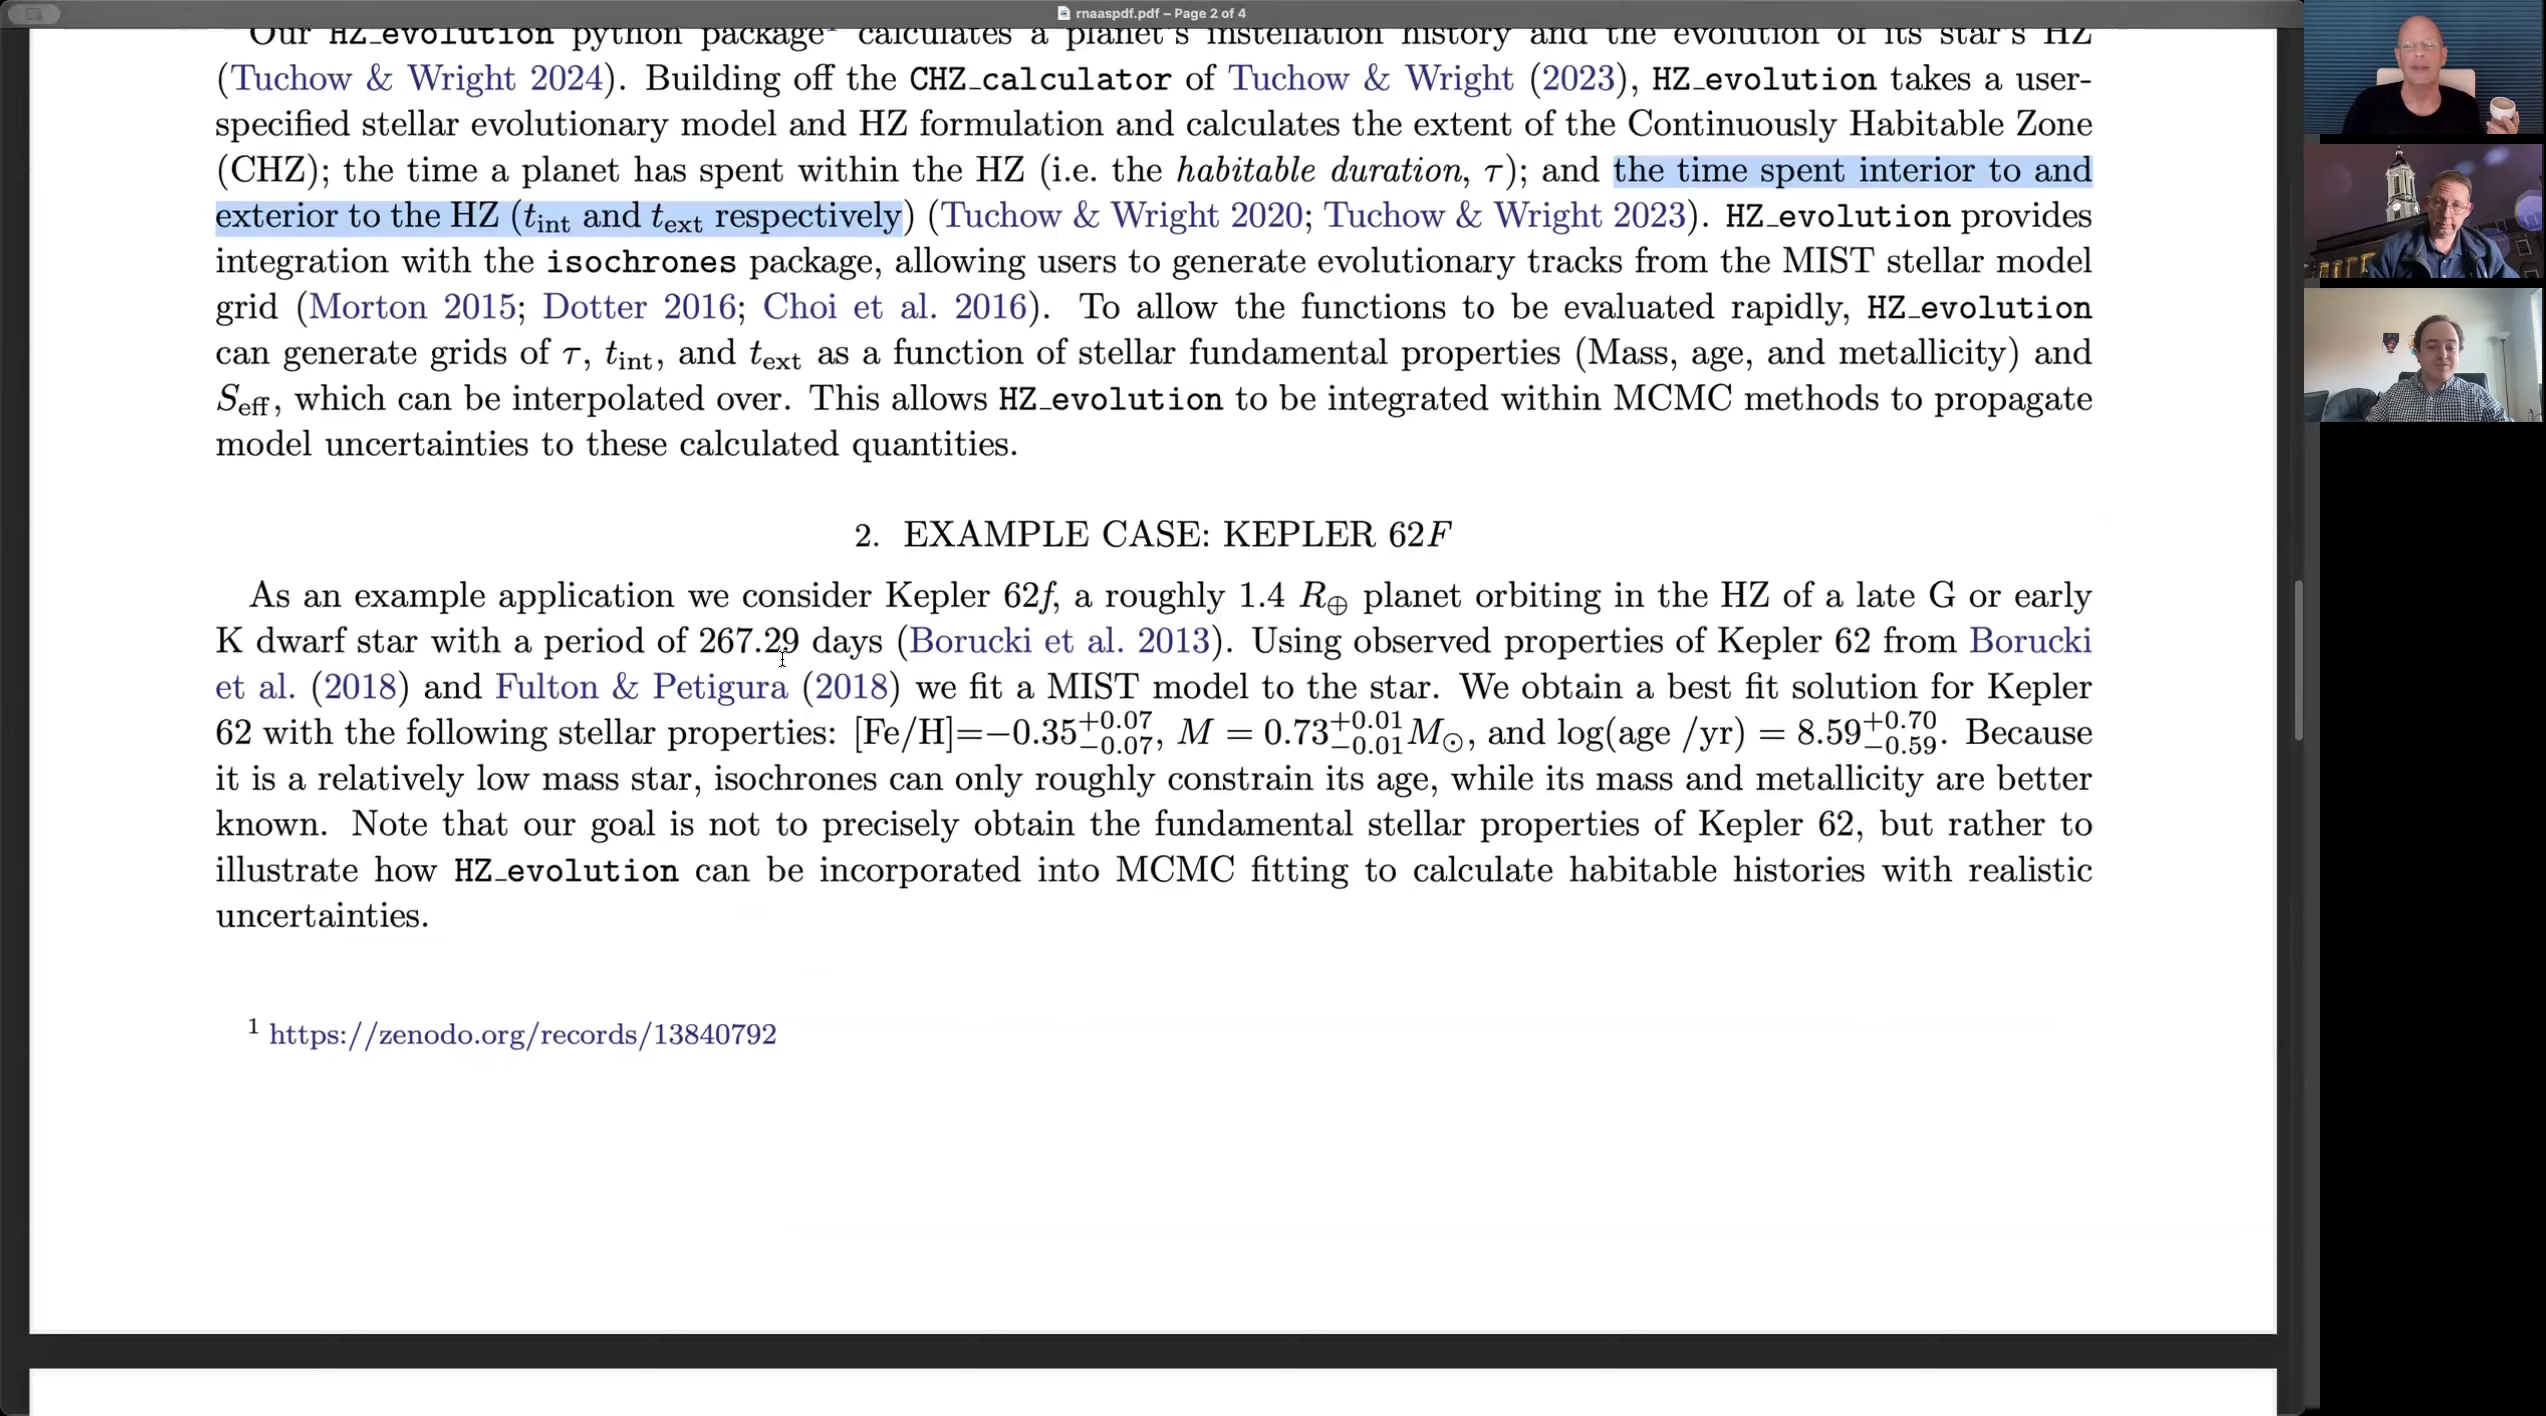 rnaaspdf.pdf – Page 2 of 4
Our HZ_evolution python package¹ calculates a planet's instellation history and the evolution of its star's HZ
(Tuchow & Wright 2024). Building off the CHZ_calculator of Tuchow & Wright (2023), HZ_evolution takes a user-
specified stellar evolutionary model and HZ formulation and calculates the extent of the Continuously Habitable Zone
(CHZ); the time a planet has spent within the HZ (i.e. the habitable duration, τ); and the time spent interior to and
exterior to the HZ (t_int and t_ext respectively) (Tuchow & Wright 2020; Tuchow & Wright 2023). HZ_evolution provides
integration with the isochrones package, allowing users to generate evolutionary tracks from the MIST stellar model
grid (Morton 2015; Dotter 2016; Choi et al. 2016). To allow the functions to be evaluated rapidly, HZ_evolution
can generate grids of τ, t_int, and t_ext as a function of stellar fundamental properties (Mass, age, and metallicity) and
S_eff, which can be interpolated over. This allows HZ_evolution to be integrated within MCMC methods to propagate
model uncertainties to these calculated quantities.
2. EXAMPLE CASE: KEPLER 62F
As an example application we consider Kepler 62f, a roughly 1.4 R⊕ planet orbiting in the HZ of a late G or early
K dwarf star with a period of 267.29 days (Borucki et al. 2013). Using observed properties of Kepler 62 from Borucki
et al. (2018) and Fulton & Petigura (2018) we fit a MIST model to the star. We obtain a best fit solution for Kepler
62 with the following stellar properties: [Fe/H]=−0.35^{+0.07}_{−0.07}, M = 0.73^{+0.01}_{−0.01}M⊙, and log(age /yr) = 8.59^{+0.70}_{−0.59}. Because
it is a relatively low mass star, isochrones can only roughly constrain its age, while its mass and metallicity are better
known. Note that our goal is not to precisely obtain the fundamental stellar properties of Kepler 62, but rather to
illustrate how HZ_evolution can be incorporated into MCMC fitting to calculate habitable histories with realistic
uncertainties.
¹ https://zenodo.org/records/13840792